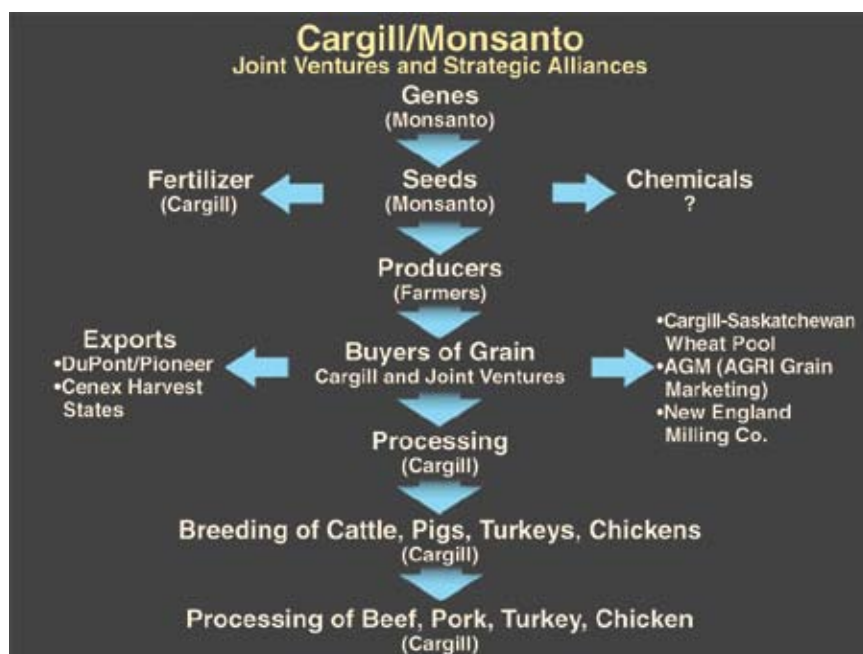 Cargill/Monsanto
Joint Ventures and Strategic Alliances
Genes
(Monsanto)
Fertilizer
(Cargill)
Seeds
(Monsanto)
Chemicals
?
Producers
(Farmers)
Exports
•DuPont/Pioneer
•Cenex Harvest
States
Buyers of Grain
Cargill and Joint Ventures
•Cargill-Saskatchewan
Wheat Pool
•AGM (AGRI Grain
Marketing)
•New England
Milling Co.
Processing
(Cargill)
Breeding of Cattle, Pigs, Turkeys, Chickens
(Cargill)
Processing of Beef, Pork, Turkey, Chicken
(Cargill)